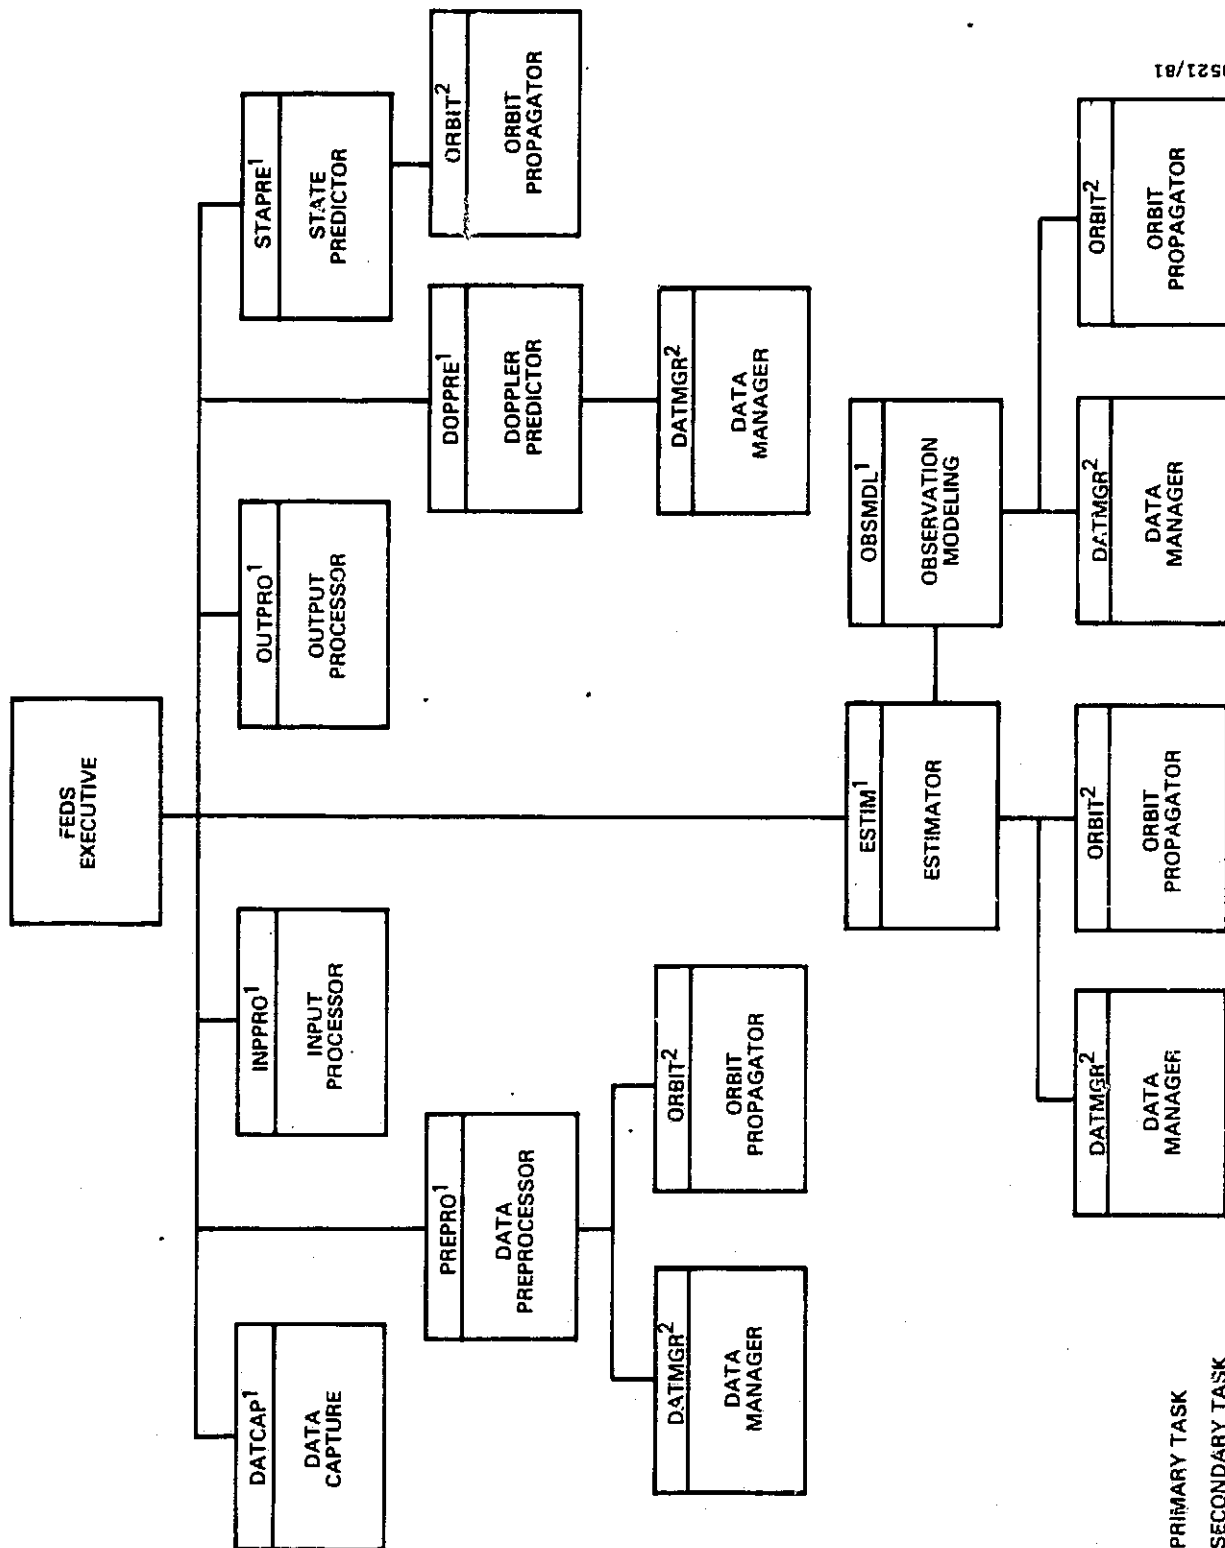 FEDS
EXECUTIVE
DATCAP1
DATA
CAPTURE
INPPRO1
INPUT
PROCESSOR
OUTPRO1
OUTPUT
PROCESSOR
STAPRE1
STATE
PREDICTOR
PREPRO1
DATA
PREPROCESSOR
DOPPRE1
DOPPLER
PREDICTOR
ORBIT2
ORBIT
PROPAGATOR
DATMGR2
DATA
MANAGER
ORBIT2
ORBIT
PROPAGATOR
DATMGR2
DATA
MANAGER
ESTIM1
ESTIMATOR
OBSMDL1
OBSERVATION
MODELING
DATMGR2
DATA
MANAGER
ORBIT2
ORBIT
PROPAGATOR
DATMGR2
DATA
MANAGER
ORBIT2
ORBIT
PROPAGATOR
PRIMARY TASK
SECONDARY TASK